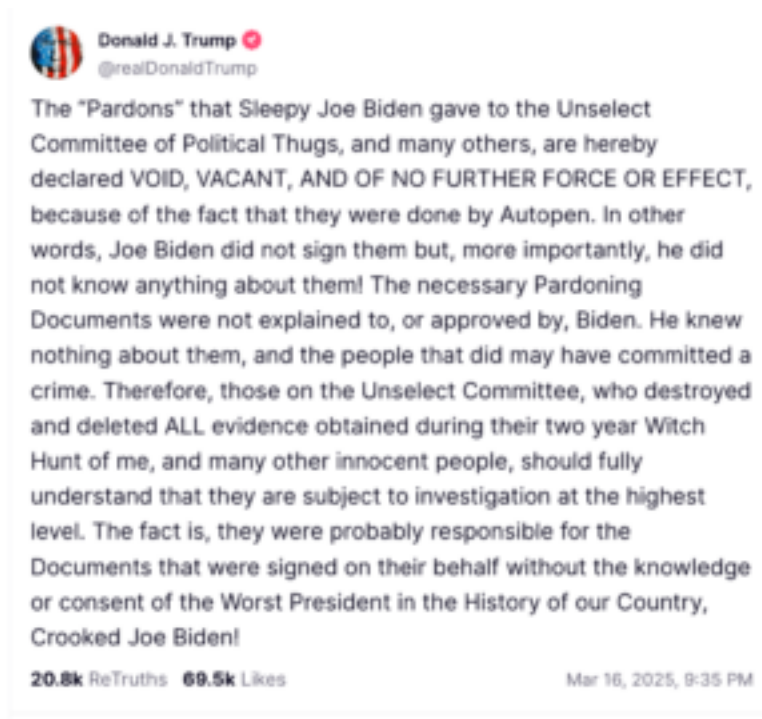 Donald J. Trump
@realDonaldTrump
The "Pardons" that Sleepy Joe Biden gave to the Unselect
Committee of Political Thugs, and many others, are hereby
declared VOID, VACANT, AND OF NO FURTHER FORCE OR EFFECT,
because of the fact that they were done by Autopen. In other
words, Joe Biden did not sign them but, more importantly, he did
not know anything about them! The necessary Pardoning
Documents were not explained to, or approved by, Biden. He knew
nothing about them, and the people that did may have committed a
crime. Therefore, those on the Unselect Committee, who destroyed
and deleted ALL evidence obtained during their two year Witch
Hunt of me, and many other innocent people, should fully
understand that they are subject to investigation at the highest
level. The fact is, they were probably responsible for the
Documents that were signed on their behalf without the knowledge
or consent of the Worst President in the History of our Country,
Crooked Joe Biden!
20.8k ReTruths 69.5k Likes Mar 16, 2025, 9:35 PM